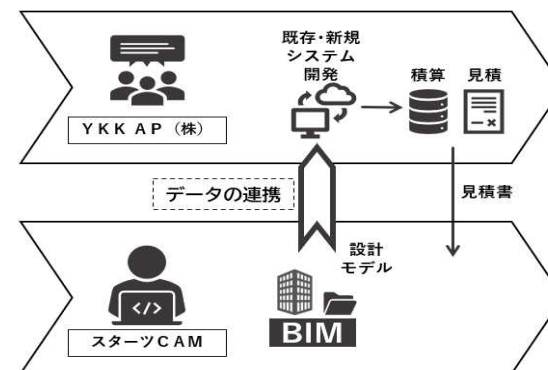 既存・新規
システム
開発
積算
見積
YKK AP（株）
データの連携
見積書
設計
モデル
</>
BIM
スターツCAM